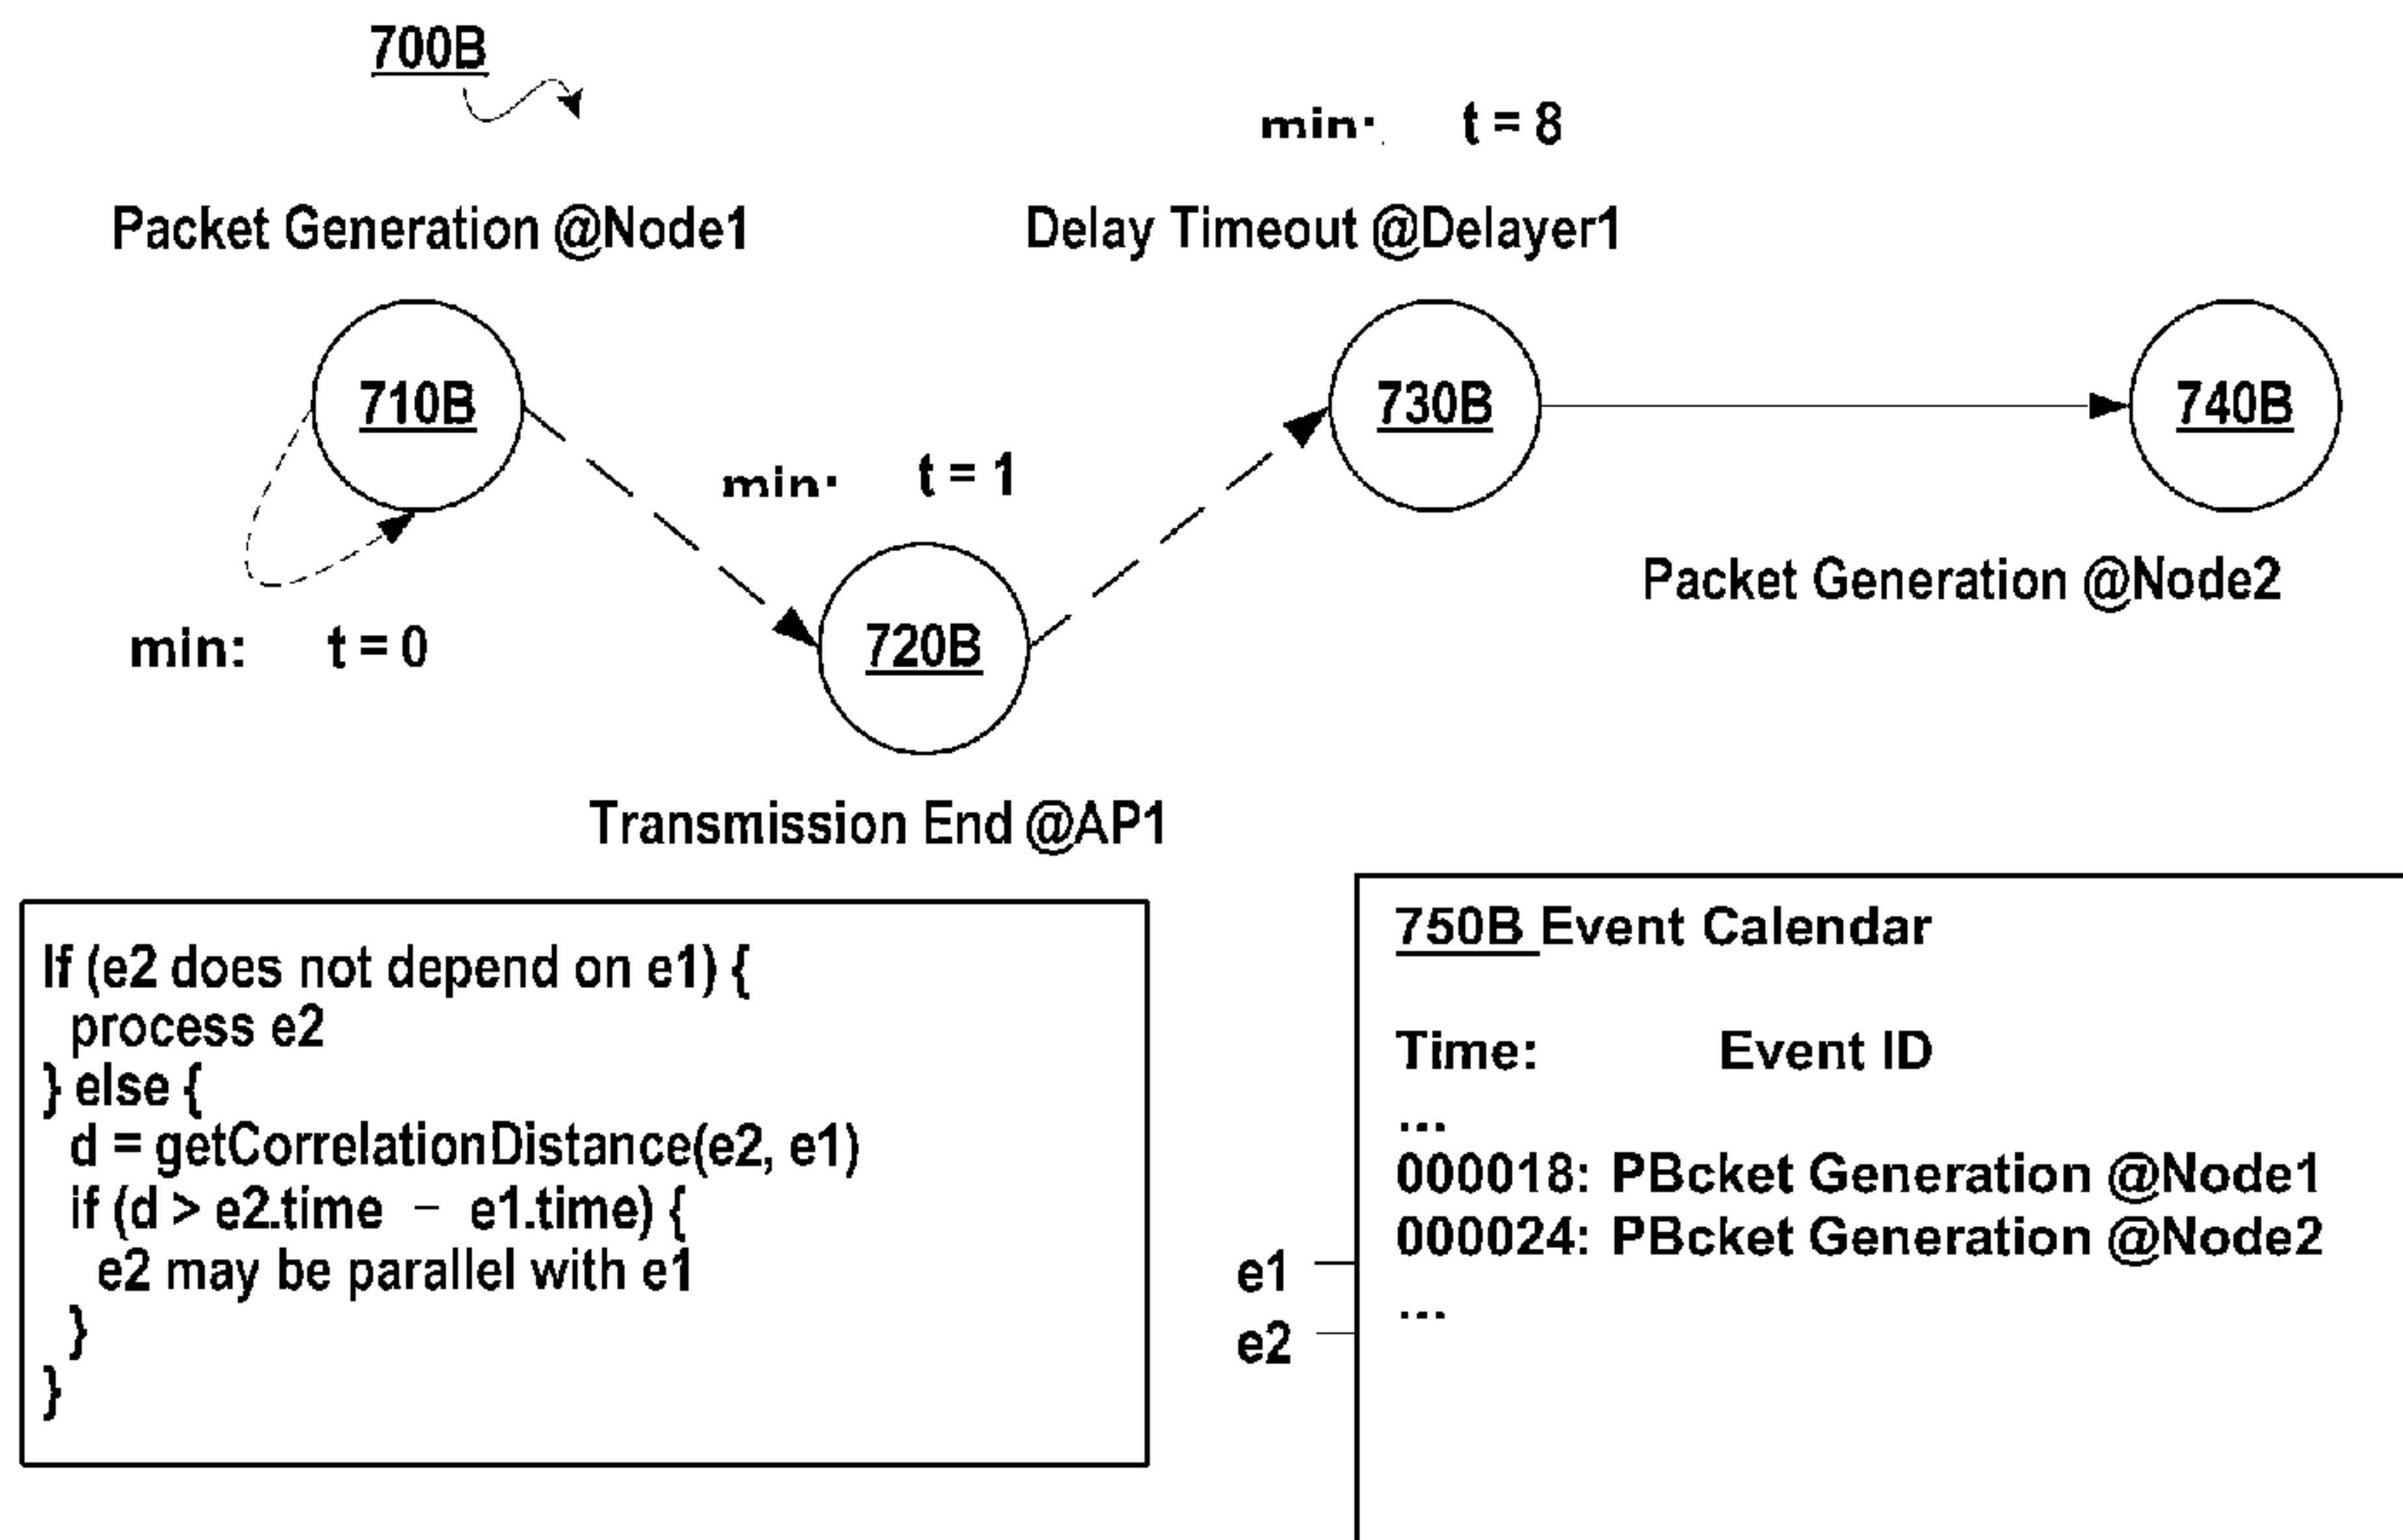 700B
min: t = 8
Packet Generation @Node1
Delay Timeout @Delayer1
710B
730B
740B
min: t = 1
Packet Generation @Node2
min: t = 0
720B
Transmission End @AP1
If (e2 does not depend on e1) {
process e2
} else {
d = getCorrelationDistance(e2, e1)
if (d > e2.time - e1.time) {
e2 may be parallel with e1
}
}
750B Event Calendar
Time: Event ID
...
000018: PBcket Generation @Node1
000024: PBcket Generation @Node2
e1
...
e2